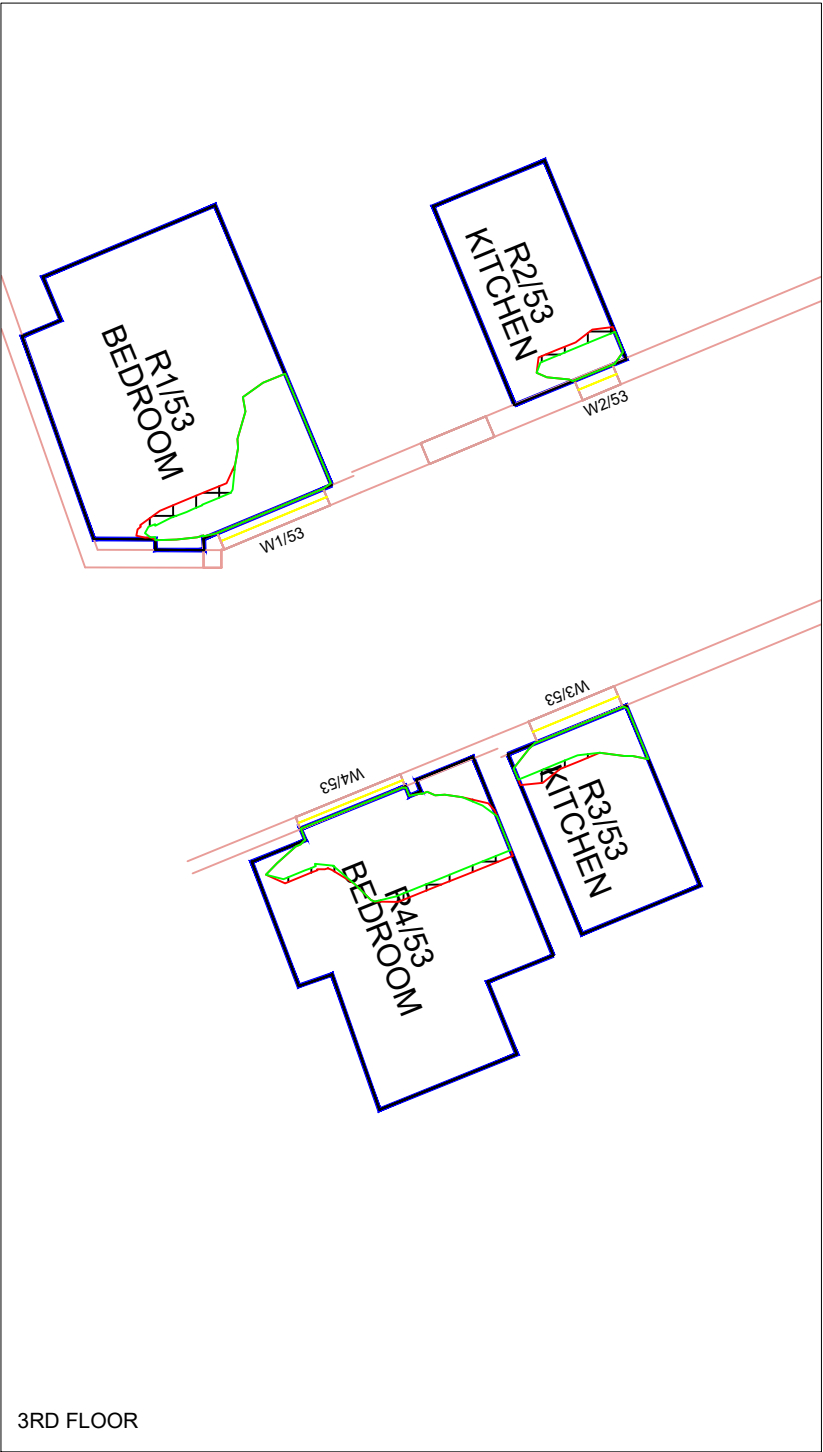 R2/53
KITCHEN
R1/53
BEDROOM
W2/53
W1/53
W3/53
W4/53
R3/53
KITCHEN
R4/53
BEDROOM
3RD FLOOR